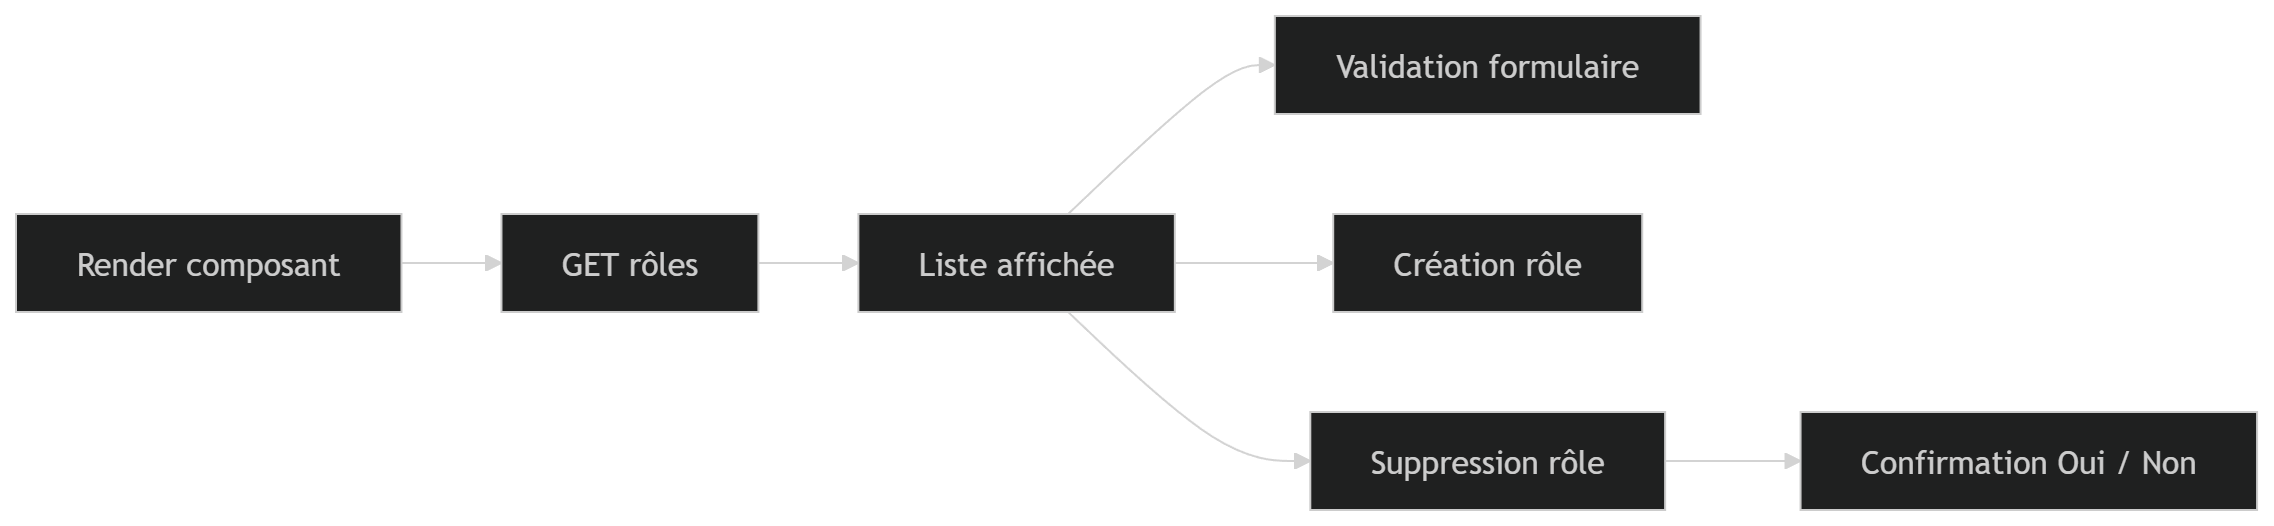 Validation formulaire
Render composant
GET rôles
Liste affichée
Création rôle
Suppression rôle
Confirmation Oui / Non